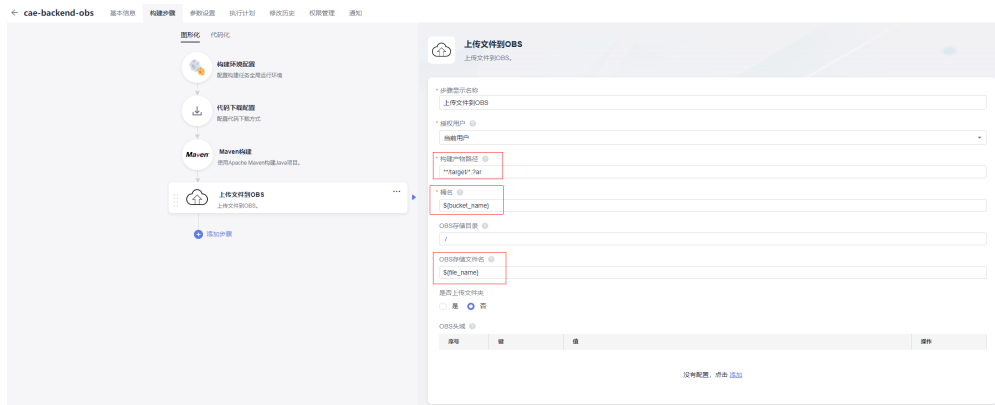 ← cae-backend-obs 基本信息 构建步骤 参数设置 执行计划 修改历史 权限管理 通知
图形化 代码化
构建环境配置
配置构建任务全局运行环境
代码下载配置
配置代码下载方式
Maven Maven构建
使用Apache Maven构建Java项目。
上传文件到OBS ...
上传文件到OBS。
添加步骤
上传文件到OBS
上传文件到OBS。
* 步骤显示名称
上传文件到OBS
* 授权用户
当前用户
* 构建产物路径
**/target/*.?ar
* 桶名
${bucket_name}
OBS存储目录
./
OBS存储文件名
${file_name}
是否上传文件夹
是 否
OBS头域
序号 键 值 操作
没有配置，点击 添加